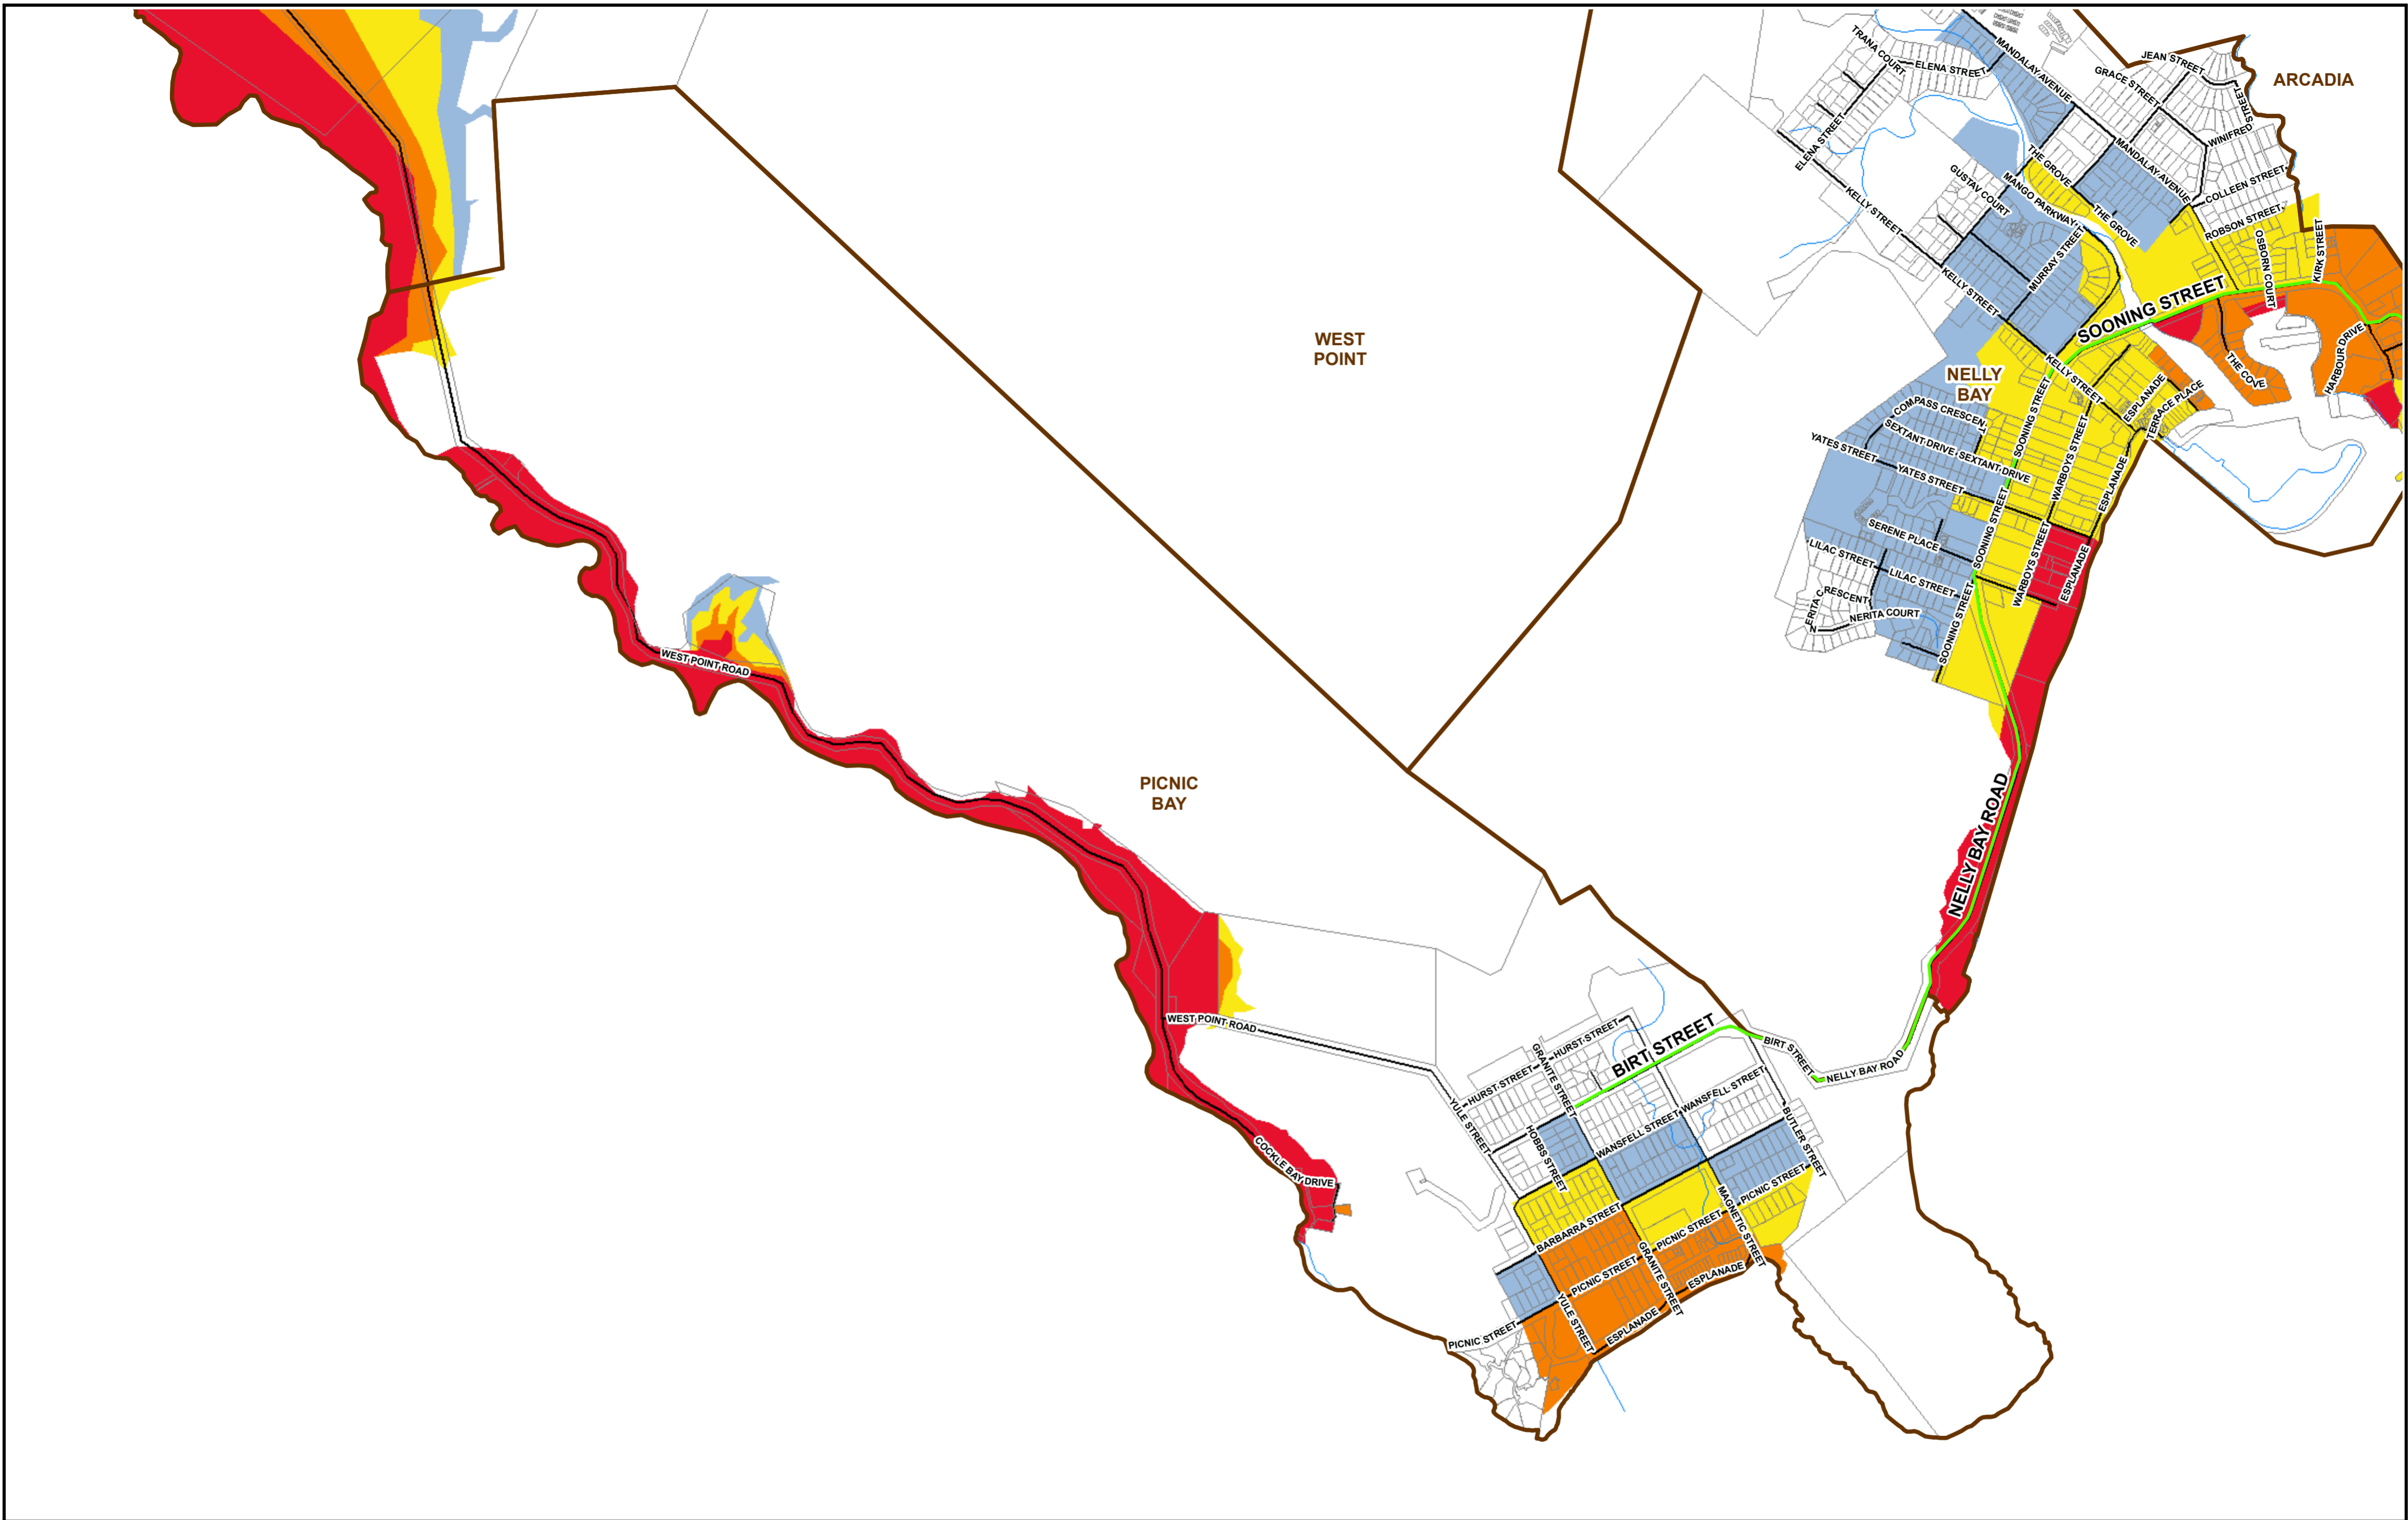 TRANA COURT
ELENA STREET
MANDALAY AVENUE
JEAN STREET
GRACE STREET
STREET
ARCADIA
WINIFRED
ELENA STREET
THE GROVE
MANDALAY AVENUE
COLLEEN STREET
KELLY STREET
GUSTAV COURT
MANGO PARKWAY
THE GROVE
ROBSON STREET
OSBORN COURT
KIRK STREET
MURRAY STREET
KELLY STREET
SOONING STREET
WEST
POINT
NELLY
BAY
KELLY STREET
THE COVE
HARBOUR DRIVE
ESPLANADE
TERRACE PLACE
COMPASS CRESCENT
SOONING STREET
SEXTANT DRIVE
SEXTANT DRIVE
YATES STREET
YATES STREET
WARBOYS STREET
ESPLANADE
SERENE PLACE
SOONING STREET
LILAC STREET
LILAC STREET
WARBOYS STREET
ESPLANADE
NERITA CRESCENT
NERITA COURT
SOONING STREET
WEST POINT ROAD
PICNIC
BAY
NELLY BAY ROAD
WEST POINT ROAD
HURST STREET
GRANITE STREET
BIRT STREET
BIRT STREET
NELLY BAY ROAD
HURST STREET
YULE STREET
WANSFELL STREET
HOBBS STREET
WANSFELL STREET
BUTLER STREET
COCKLE BAY DRIVE
PICNIC STREET
MAGNETIC STREET
BARBARRA STREET
PICNIC STREET
GRANITE STREET
PICNIC STREET
ESPLANADE
YULE STREET
ESPLANADE
PICNIC STREET